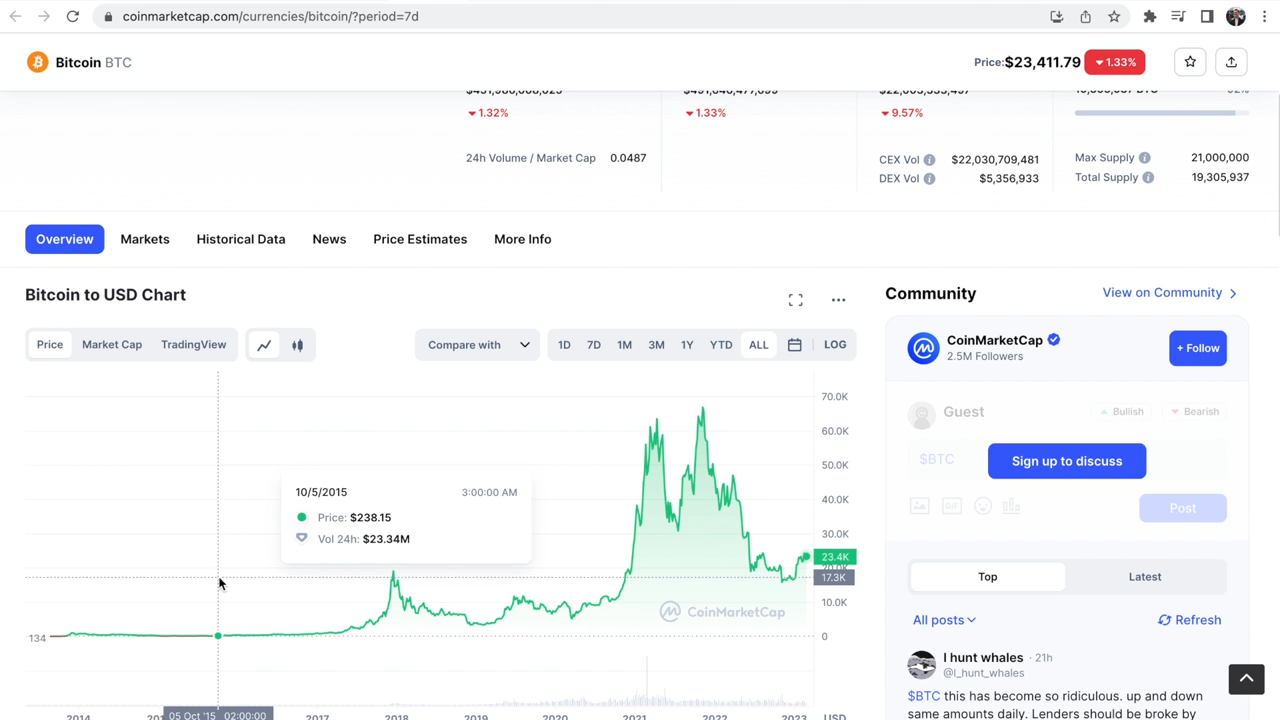 coinmarketcap.com/currencies/bitcoin/?period=7d
Bitcoin BTC
Price:$23,411.79 1.33%
1.32%
1.33%
9.57%
24h Volume / Market Cap 0.0487
CEX Vol $22,030,709,481
DEX Vol $5,356,933
Max Supply 21,000,000
Total Supply 19,305,937
Overview Markets Historical Data News Price Estimates More Info
Bitcoin to USD Chart
Price Market Cap TradingView Compare with 1D 7D 1M 3M 1Y YTD ALL LOG
70.0K
60.0K
50.0K
40.0K
30.0K
23.4K
17.3K
10.0K
0
134
10/5/2015 3:00:00 AM
Price: $238.15
Vol 24h: $23.34M
CoinMarketCap
2014 05 Oct '15 02:00:00 2017 2018 2019 2020 2021 2022 2023 USD
Community View on Community
CoinMarketCap
2.5M Followers
+ Follow
Guest Bullish Bearish
$BTC
Sign up to discuss
GIF
Post
Top Latest
All posts Refresh
I hunt whales · 21h
@I_hunt_whales
$BTC this has become so ridiculous. up and down
same amounts daily. Lenders should be broke by